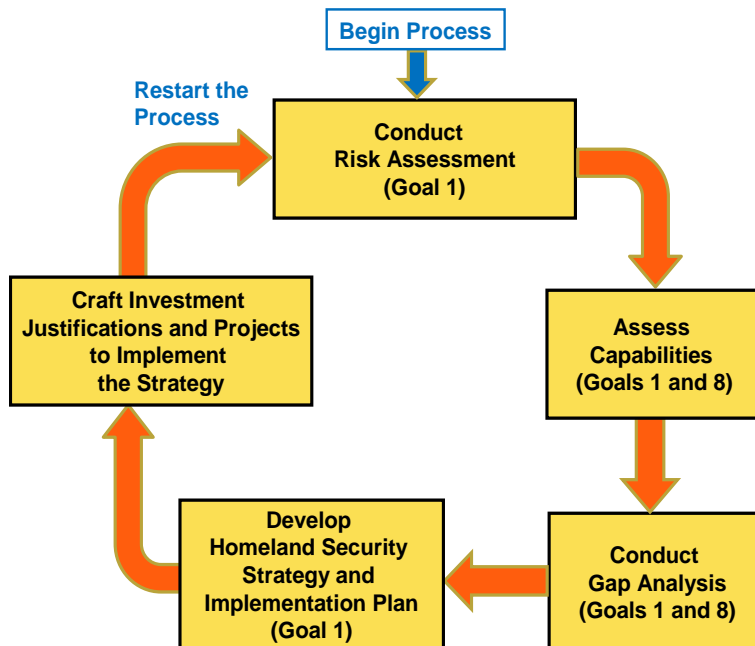 Begin Process
Restart the
Process
Conduct
Risk Assessment
(Goal 1)
Assess
Capabilities
(Goals 1 and 8)
Conduct
Gap Analysis
(Goals 1 and 8)
Develop
Homeland Security
Strategy and
Implementation Plan
(Goal 1)
Craft Investment
Justifications and Projects
to Implement
the Strategy